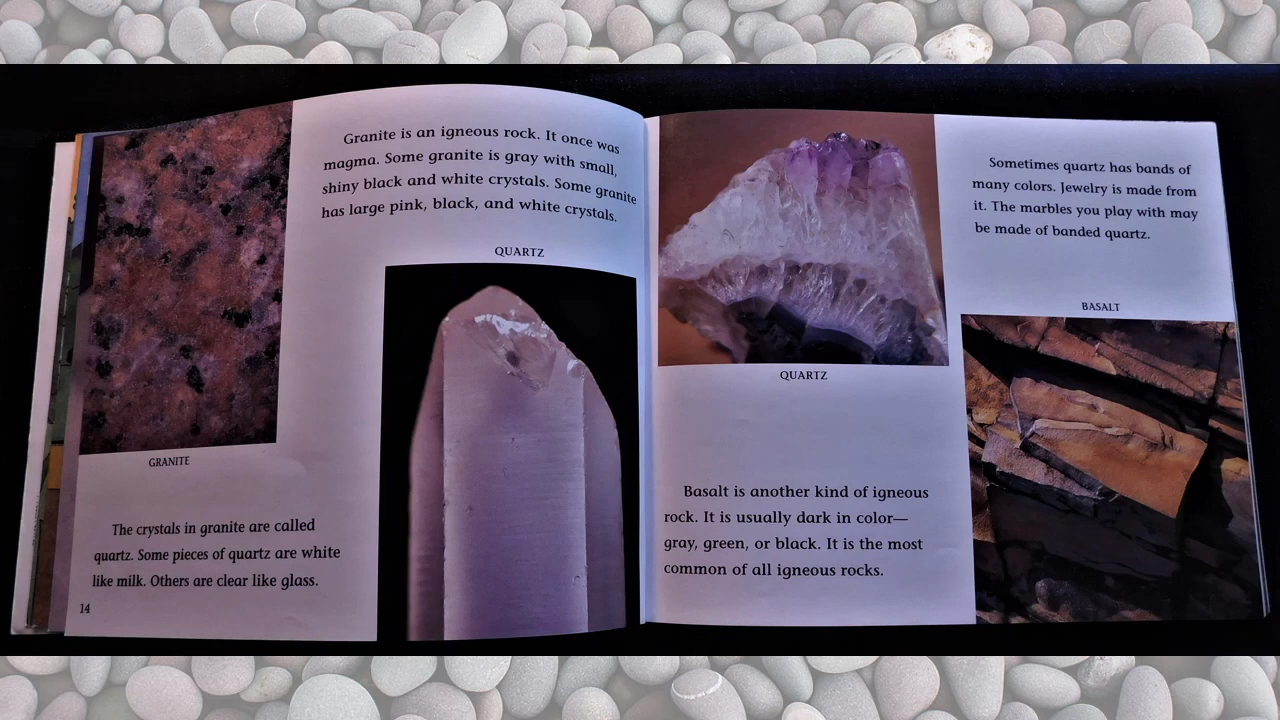 Granite is an igneous rock. It once was
magma. Some granite is gray with small,
shiny black and white crystals. Some granite
has large pink, black, and white crystals.
QUARTZ
GRANITE
The crystals in granite are called
quartz. Some pieces of quartz are white
like milk. Others are clear like glass.
14
QUARTZ
Sometimes quartz has bands of
many colors. Jewelry is made from
it. The marbles you play with may
be made of banded quartz.
BASALT
Basalt is another kind of igneous
rock. It is usually dark in color—
gray, green, or black. It is the most
common of all igneous rocks.